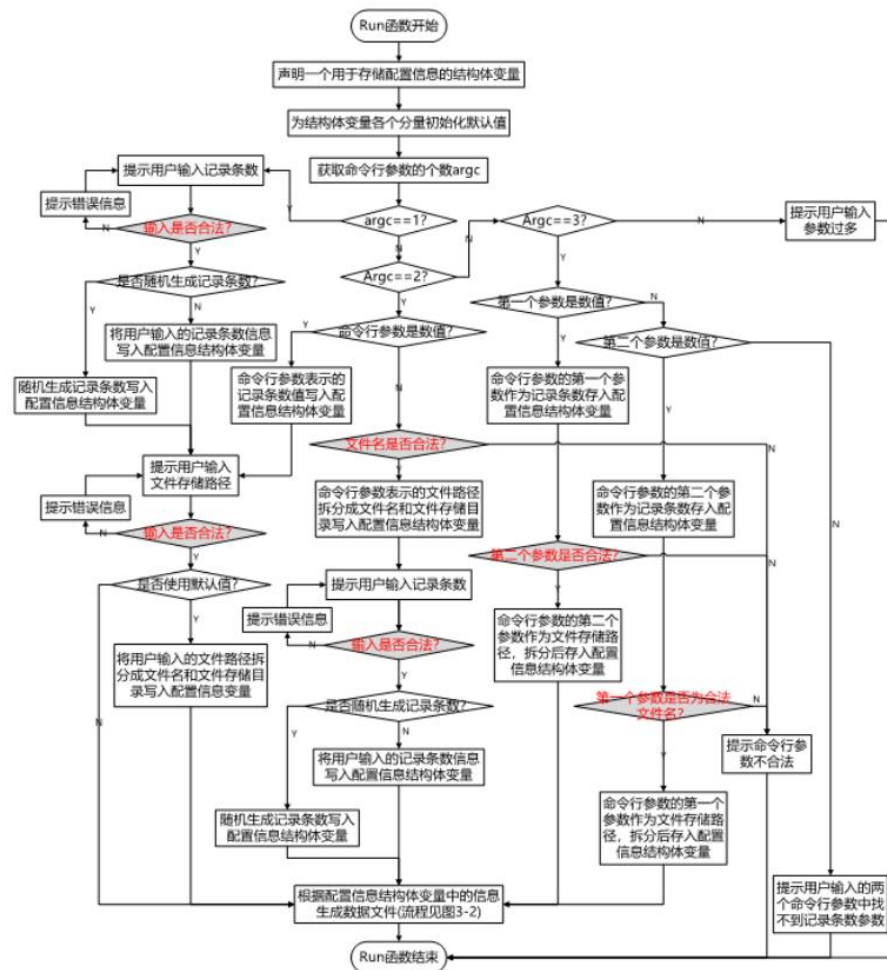 Run函数开始
声明一个用于存储配置信息的结构体变量
为结构体变量各个分量初始化默认值
获取命令行参数的个数argc
提示用户输入记录条数
提示错误信息
输入是否合法?
N
Y
Y
argc==1?
N
Argc==2?
N
Y
Argc==3?
N
Y
提示用户输入
参数过多
是否随机生成记录条数?
Y
N
将用户输入的记录条数信息
写入配置信息结构体变量
随机生成记录条数写入
配置信息结构体变量
命令行参数是数值?
Y
N
命令行参数表示的
记录条数值写入配
置信息结构体变量
第一个参数是数值?
N
Y
第二个参数是数值?
N
Y
命令行参数的第一个参
数作为记录条数存入配
置信息结构体变量
文件名是否合法?
N
Y
提示用户输入
文件存储路径
提示错误信息
输入是否合法?
N
Y
命令行参数表示的文件路径
拆分成文件名和文件存储目
录写入配置信息结构体变量
命令行参数的第二个参
数作为记录条数存入配
置信息结构体变量
第二个参数是否合法?
N
Y
是否使用默认值?
Y
N
提示用户输入记录条数
提示错误信息
输入是否合法?
N
Y
将用户输入的文件路径拆
分成文件名和文件存储目
录写入配置信息变量
命令行参数的第二个
参数作为文件存储路
径，拆分后存入配置
信息结构体变量
第一个参数是否为合法
文件名?
N
Y
是否随机生成记录条数?
Y
N
将用户输入的记录条数信息
写入配置信息结构体变量
随机生成记录条数写入
配置信息结构体变量
提示命令行参
数不合法
命令行参数的第一个
参数作为文件存储路
径，拆分后存入配置
信息结构体变量
提示用户输入的两
个命令行参数中找
不到记录条数参数
根据配置信息结构体变量中的信息
生成数据文件(流程见图3-2)
Run函数结束